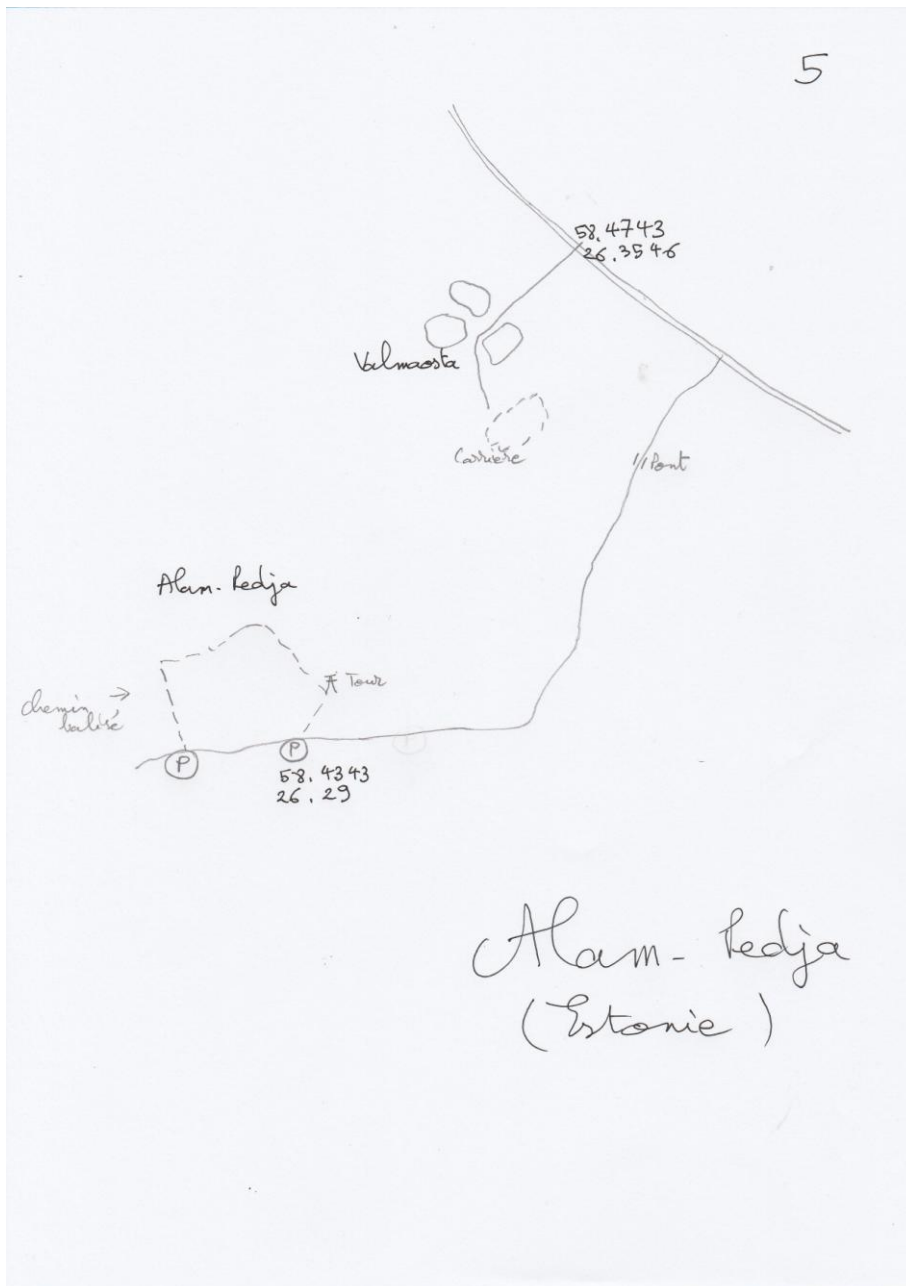 5
58.4743
26.3546
Valmaosta
Carrière
Pont
Alam-Pedja
Tour
chemin
balisé
P
P
58.4343
26.29
Alam-Pedja
(Estonie)